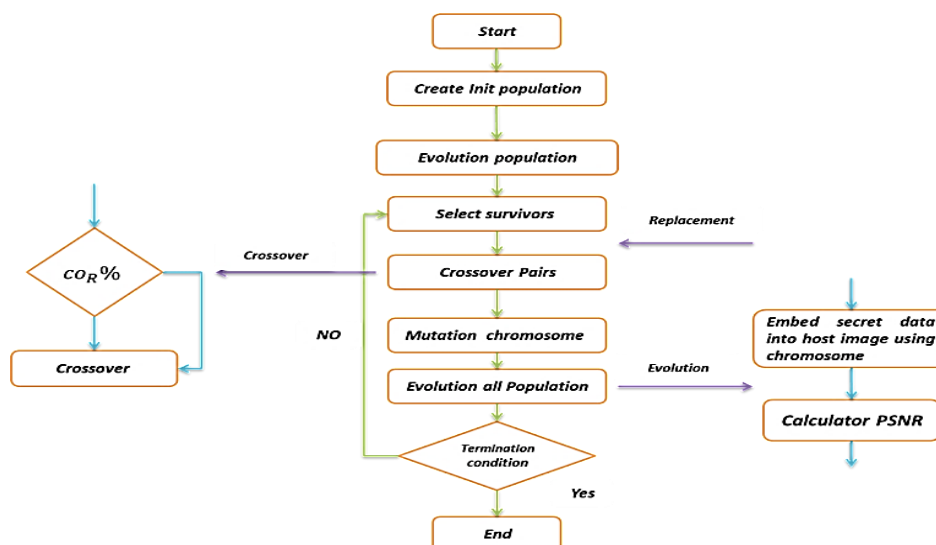 Start
Create Init population
Evolution population
Select survivors
Replacement
Crossover
CO_R%
Crossover Pairs
NO
Mutation chromosome
Embed secret data
into host image using
chromosome
Crossover
Evolution all Population
Evolution
Calculator PSNR
Termination
condition
Yes
End